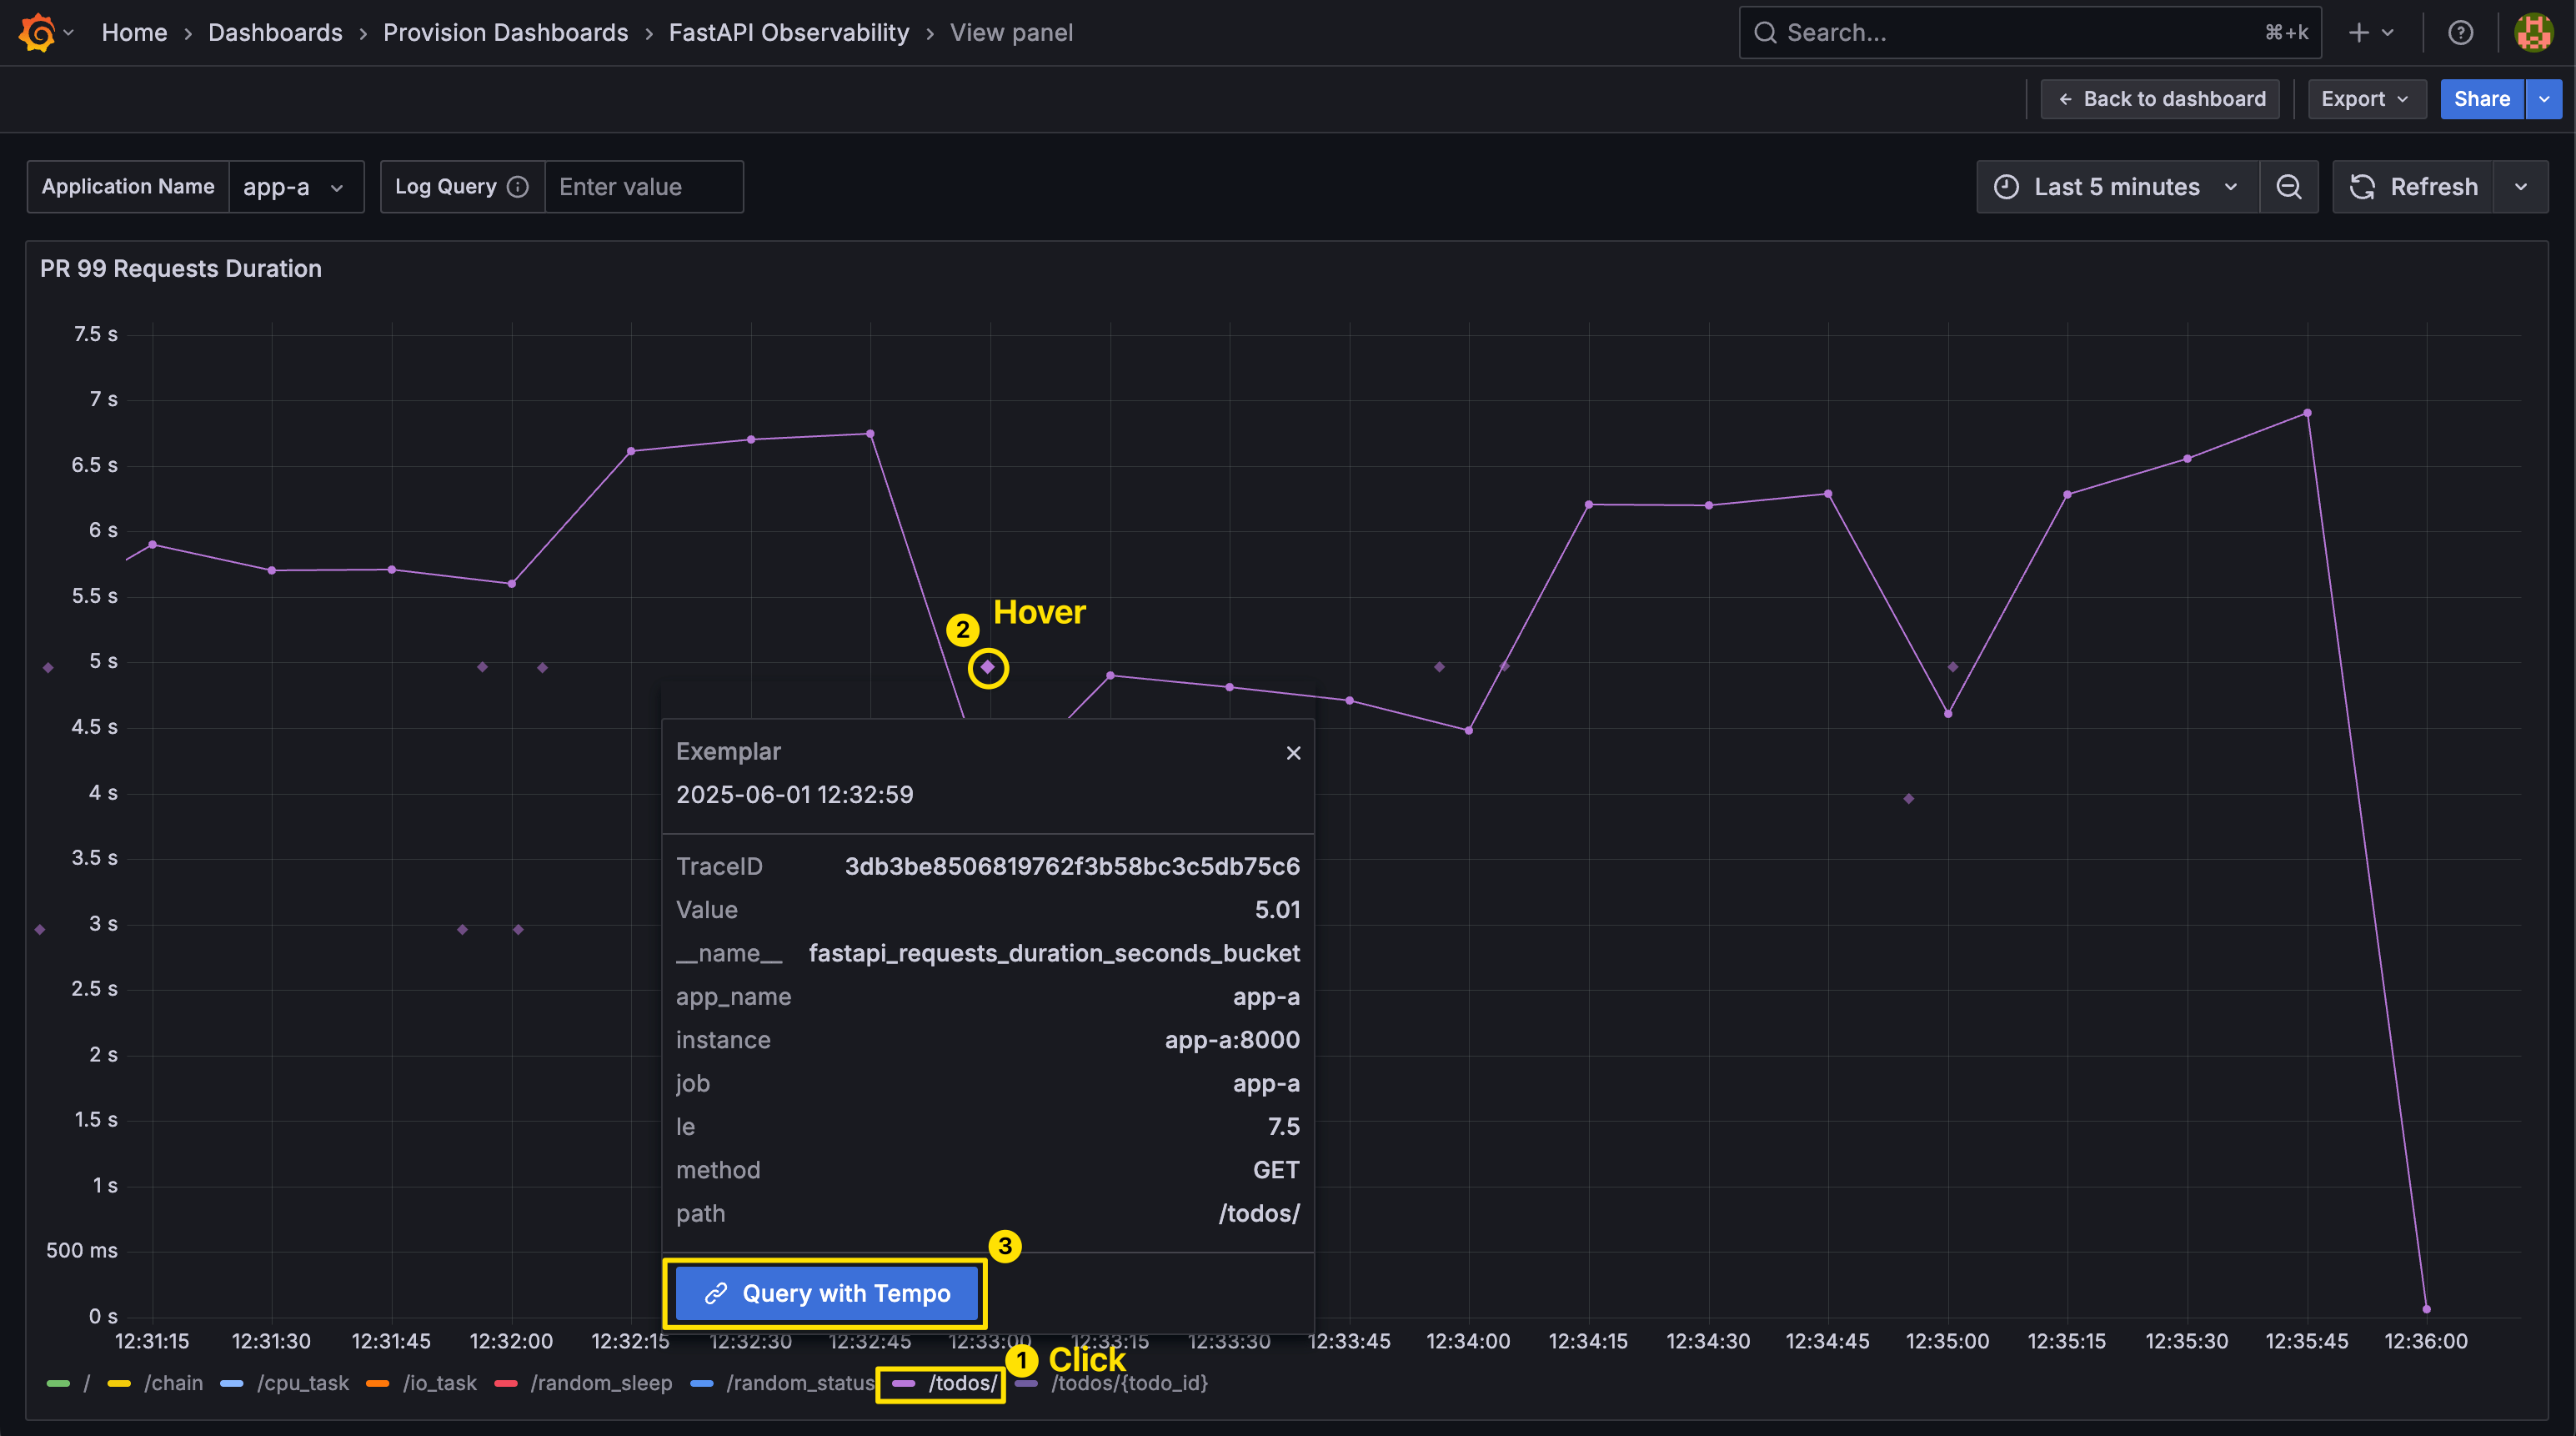 Home › Dashboards › Provision Dashboards › FastAPI Observability › View panel
Search... ⌘+k
← Back to dashboard Export Share
Application Name app-a Log Query Enter value Last 5 minutes Refresh
PR 99 Requests Duration
7.5 s
7 s
6.5 s
6 s
5.5 s
5 s
4.5 s
4 s
3.5 s
3 s
2.5 s
2 s
1.5 s
1 s
500 ms
0 s
2 Hover
Exemplar
2025-06-01 12:32:59
TraceID 3db3be8506819762f3b58bc3c5db75c6
Value 5.01
__name__ fastapi_requests_duration_seconds_bucket
app_name app-a
instance app-a:8000
job app-a
le 7.5
method GET
path /todos/
3
Query with Tempo
12:31:15 12:31:30 12:31:45 12:32:00 12:32:15 12:32:30 12:32:45 12:33:00 12:33:15 12:33:30 12:33:45 12:34:00 12:34:15 12:34:30 12:34:45 12:35:00 12:35:15 12:35:30 12:35:45 12:36:00
1 Click
/ /chain /cpu_task /io_task /random_sleep /random_status /todos/ /todos/{todo_id}